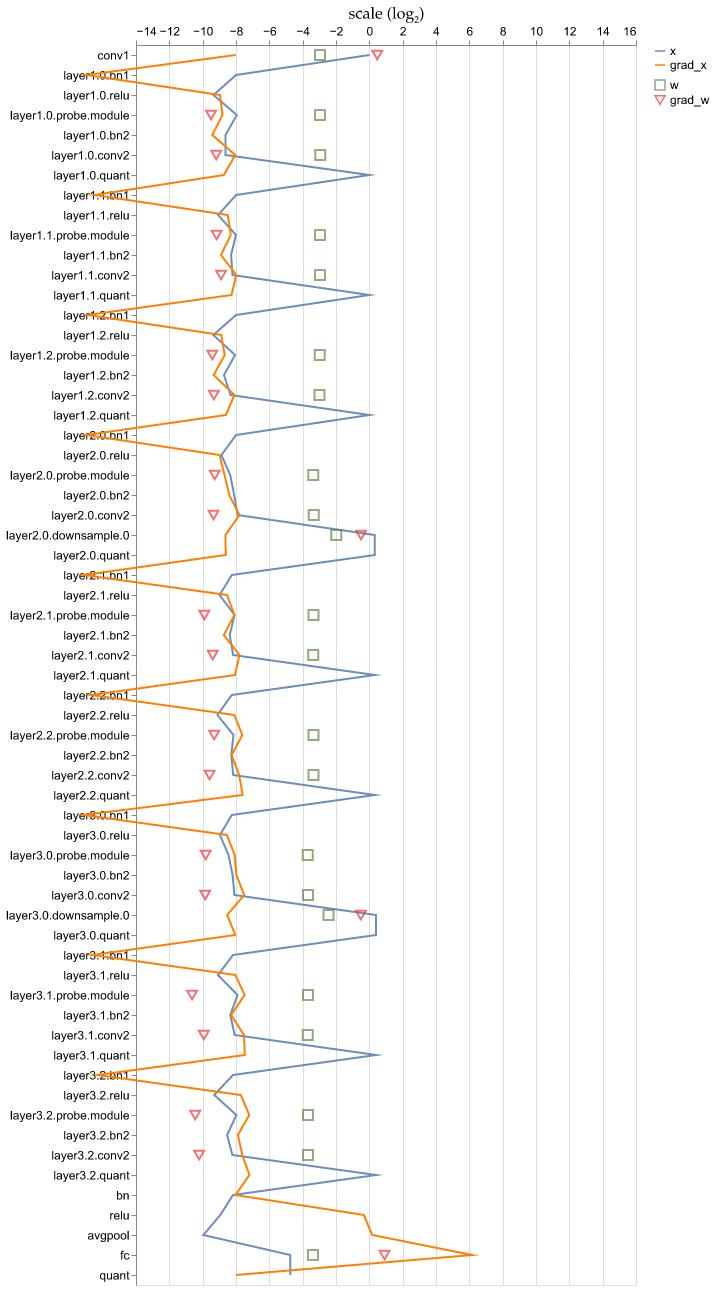 scale (log₂)
−14 −12 −10 −8 −6 −4 −2 0 2 4 6 8 10 12 14 16
x
grad_x
w
grad_w
conv1
layer1.0.bn1
layer1.0.relu
layer1.0.probe.module
layer1.0.bn2
layer1.0.conv2
layer1.0.quant
layer1.1.bn1
layer1.1.relu
layer1.1.probe.module
layer1.1.bn2
layer1.1.conv2
layer1.1.quant
layer1.2.bn1
layer1.2.relu
layer1.2.probe.module
layer1.2.bn2
layer1.2.conv2
layer1.2.quant
layer2.0.bn1
layer2.0.relu
layer2.0.probe.module
layer2.0.bn2
layer2.0.conv2
layer2.0.downsample.0
layer2.0.quant
layer2.1.bn1
layer2.1.relu
layer2.1.probe.module
layer2.1.bn2
layer2.1.conv2
layer2.1.quant
layer2.2.bn1
layer2.2.relu
layer2.2.probe.module
layer2.2.bn2
layer2.2.conv2
layer2.2.quant
layer3.0.bn1
layer3.0.relu
layer3.0.probe.module
layer3.0.bn2
layer3.0.conv2
layer3.0.downsample.0
layer3.0.quant
layer3.1.bn1
layer3.1.relu
layer3.1.probe.module
layer3.1.bn2
layer3.1.conv2
layer3.1.quant
layer3.2.bn1
layer3.2.relu
layer3.2.probe.module
layer3.2.bn2
layer3.2.conv2
layer3.2.quant
bn
relu
avgpool
fc
quant